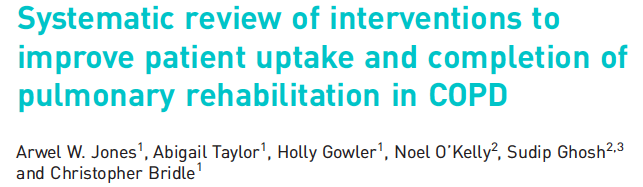 Systematic review of interventions to
improve patient uptake and completion of
pulmonary rehabilitation in COPD
Arwel W. Jones1, Abigail Taylor1, Holly Gowler1, Noel O’Kelly2, Sudip Ghosh2,3
and Christopher Bridle1